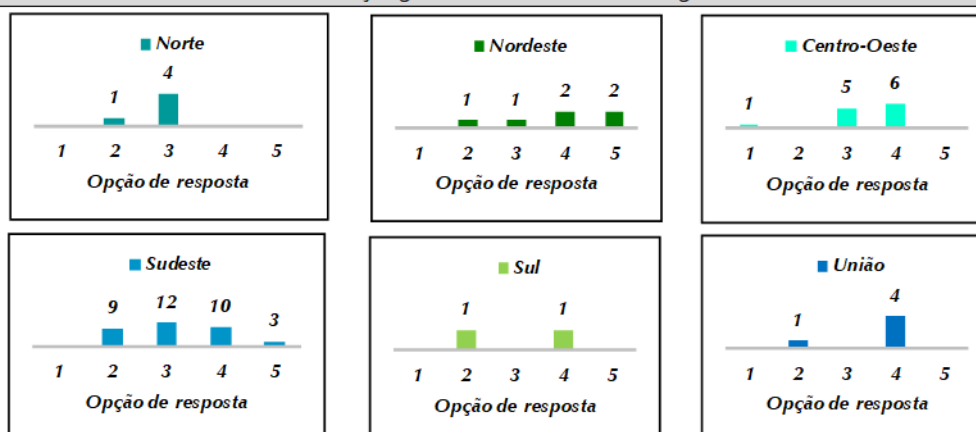 Norte
4
1
1 2 3 4 5
Opção de resposta
Nordeste
1 1 2 2
1 2 3 4 5
Opção de resposta
Centro-Oeste
1 5 6
1 2 3 4 5
Opção de resposta
Sudeste
9 12 10 3
1 2 3 4 5
Opção de resposta
Sul
1 1
1 2 3 4 5
Opção de resposta
União
4
1
1 2 3 4 5
Opção de resposta